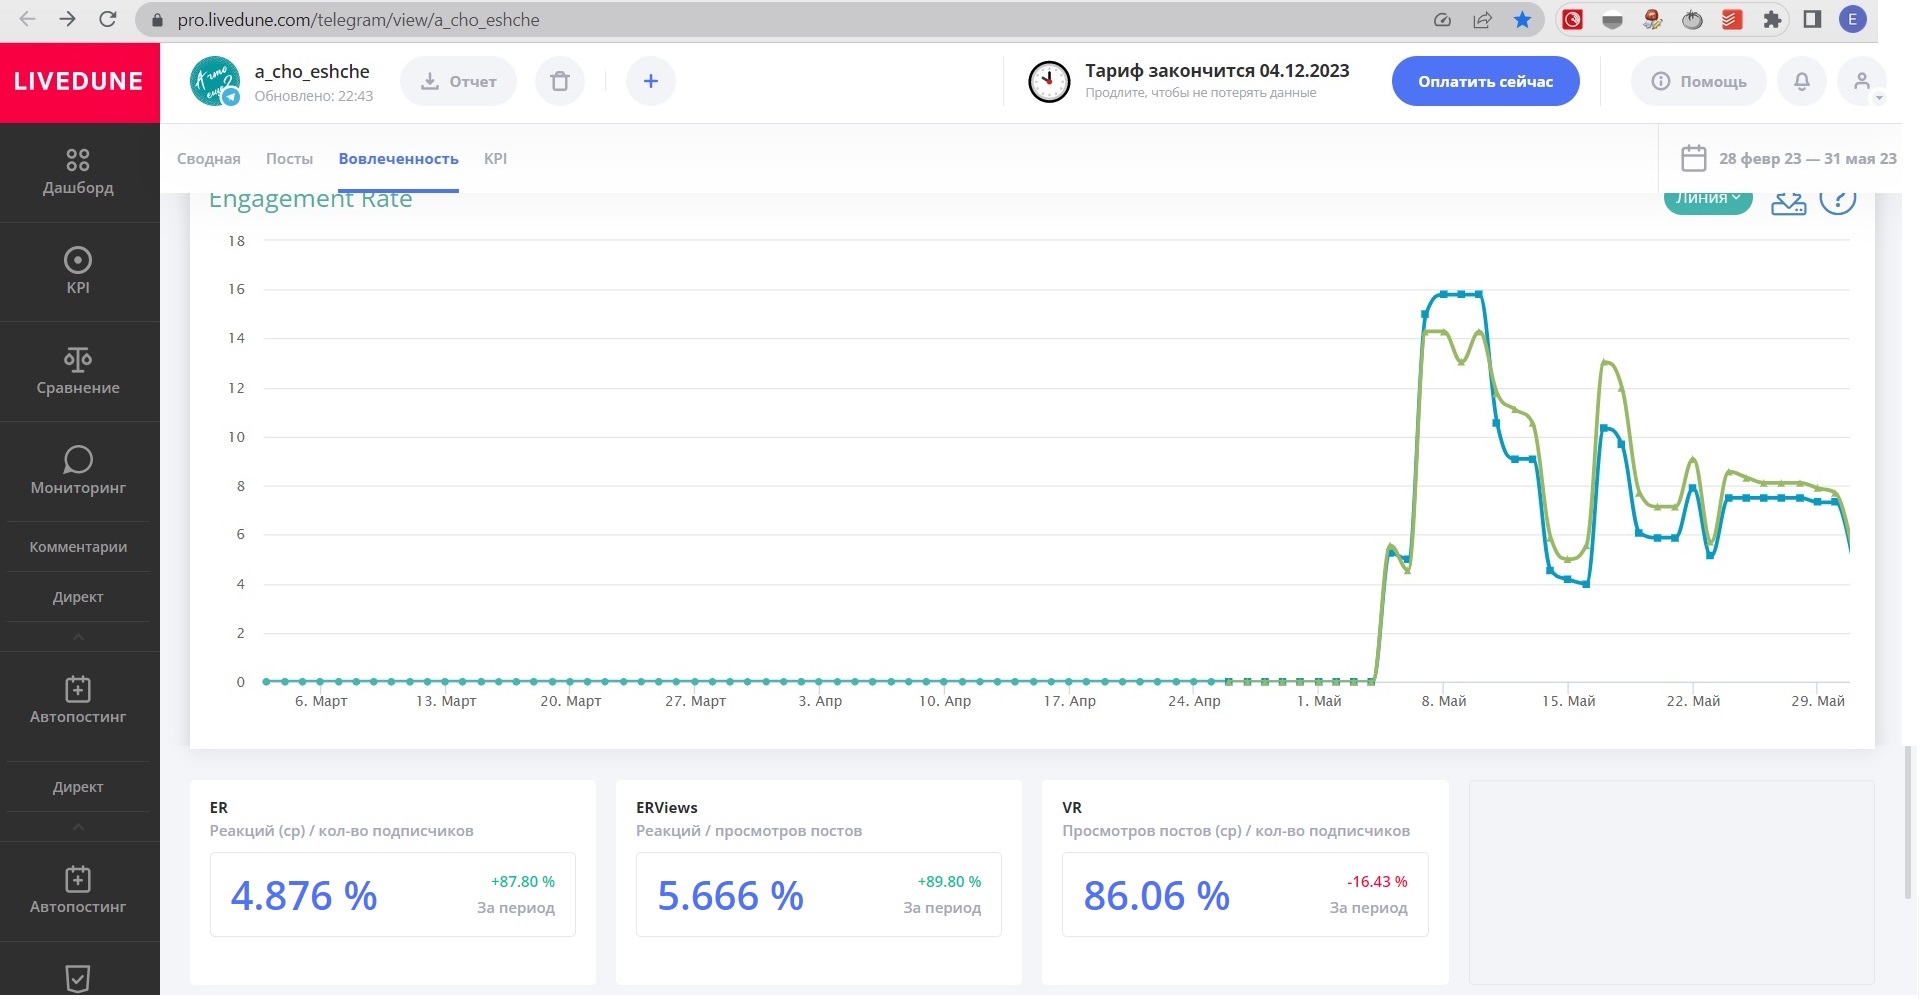 pro.livedune.com/telegram/view/a_cho_eshche
E
LIVEDUNE
А что еще?
a_cho_eshche
Обновлено: 22:43
Отчет
+
Тариф закончится 04.12.2023
Продлите, чтобы не потерять данные
Оплатить сейчас
Помощь
Сводная
Посты
Вовлеченность
KPI
28 февр 23 — 31 мая 23
Дашборд
KPI
Сравнение
Мониторинг
Комментарии
Директ
Автопостинг
Директ
Автопостинг
Engagement Rate
Линия
?
18
16
14
12
10
8
6
4
2
0
6. Март
13. Март
20. Март
27. Март
3. Апр
10. Апр
17. Апр
24. Апр
1. Май
8. Май
15. Май
22. Май
29. Май
ER
Реакций (ср) / кол-во подписчиков
4.876 %
+87.80 %
За период
ERViews
Реакций / просмотров постов
5.666 %
+89.80 %
За период
VR
Просмотров постов (ср) / кол-во подписчиков
86.06 %
-16.43 %
За период